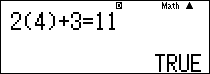 D Math ▲
2(4)+3=11
TRUE